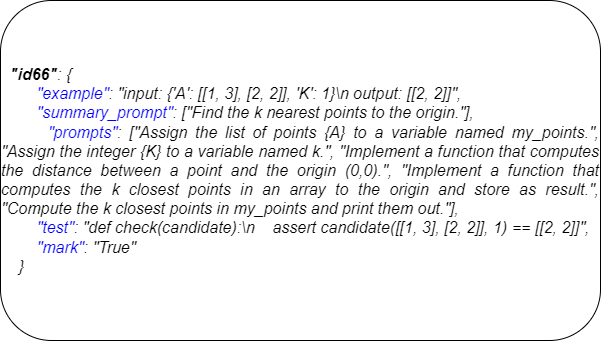 "id66": {
"example": "input: {'A': [[1, 3], [2, 2]], 'K': 1}\n output: [[2, 2]]",
"summary_prompt": ["Find the k nearest points to the origin."],
"prompts": ["Assign the list of points {A} to a variable named my_points.",
"Assign the integer {K} to a variable named k.", "Implement a function that computes
the distance between a point and the origin (0,0).", "Implement a function that
computes the k closest points in an array to the origin and store as result.",
"Compute the k closest points in my_points and print them out."],
"test": "def check(candidate):\n    assert candidate([[1, 3], [2, 2]], 1) == [[2, 2]]",
"mark": "True"
}